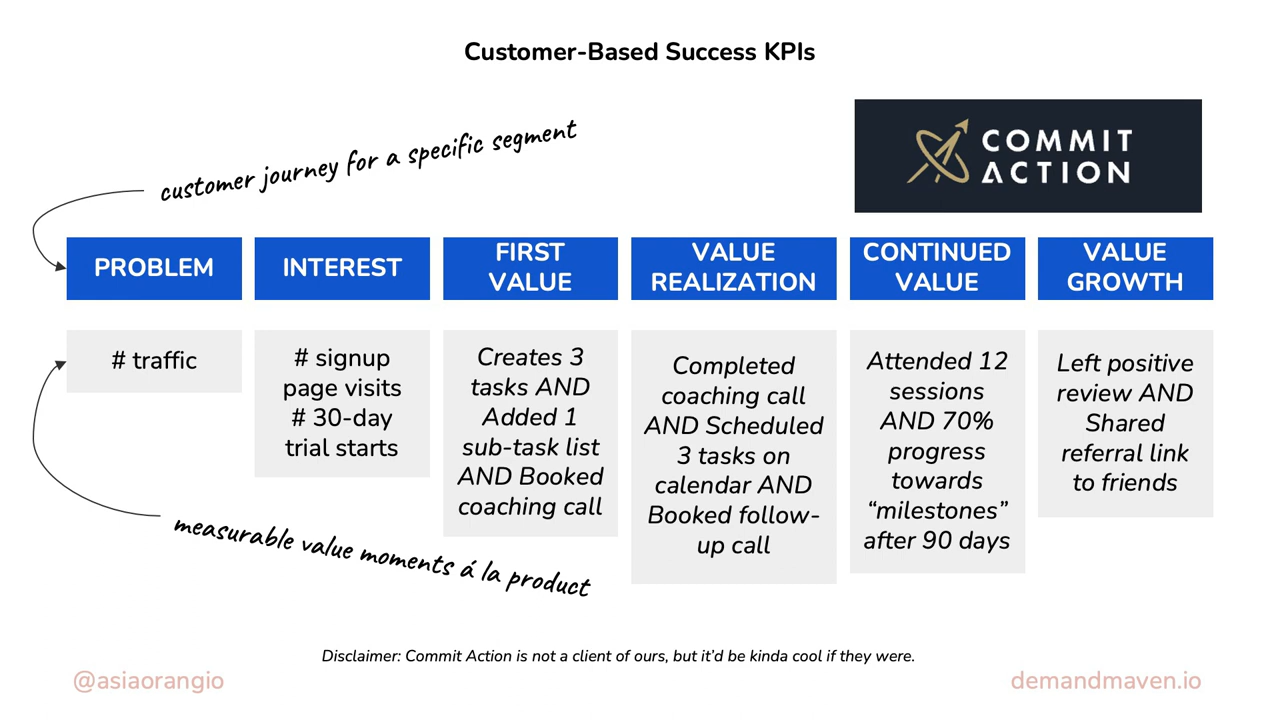 Customer-Based Success KPIs
customer journey for a specific segment
COMMIT
ACTION
PROBLEM
INTEREST
FIRST
VALUE
VALUE
REALIZATION
CONTINUED
VALUE
VALUE
GROWTH
# traffic
# signup
page visits
# 30-day
trial starts
Creates 3
tasks AND
Added 1
sub-task list
AND Booked
coaching call
Completed
coaching call
AND Scheduled
3 tasks on
calendar AND
Booked follow-
up call
Attended 12
sessions
AND 70%
progress
towards
“milestones”
after 90 days
Left positive
review AND
Shared
referral link
to friends
measurable value moments á la product
Disclaimer: Commit Action is not a client of ours, but it’d be kinda cool if they were.
@asiaorangio
demandmaven.io